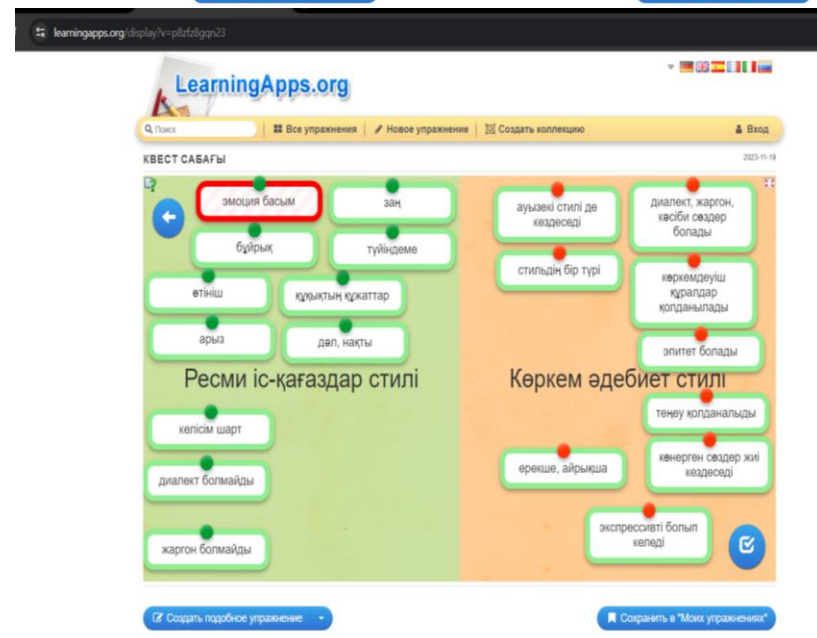 learningapps.org/display?v=p8zfz8gqn23
LearningApps.org
Поиск
Все упражнения
Новое упражнение
Создать коллекцию
Вход
КВЕСТ САБАҒЫ
2023-11-19
эмоция басым
заң
бұйрық
түйіндеме
өтініш
құқықтың құжаттар
арыз
дәл, нақты
Ресми іс-қағаздар стилі
келісім шарт
диалект болмайды
жаргон болмайды
ауызекі стилі де
кездеседі
диалект, жаргон,
кәсіби сөздер
болады
стильдің бір түрі
көркемдеуіш
құралдар
қолданылады
эпитет болады
Көркем әдебиет стилі
теңеу қолданалыды
ерекше, айрықша
көнерген сөздер жиі
кездеседі
экспрессивті болып
келеді
Создать подобное упражнение
Сохранить в "Моих упражнениях"